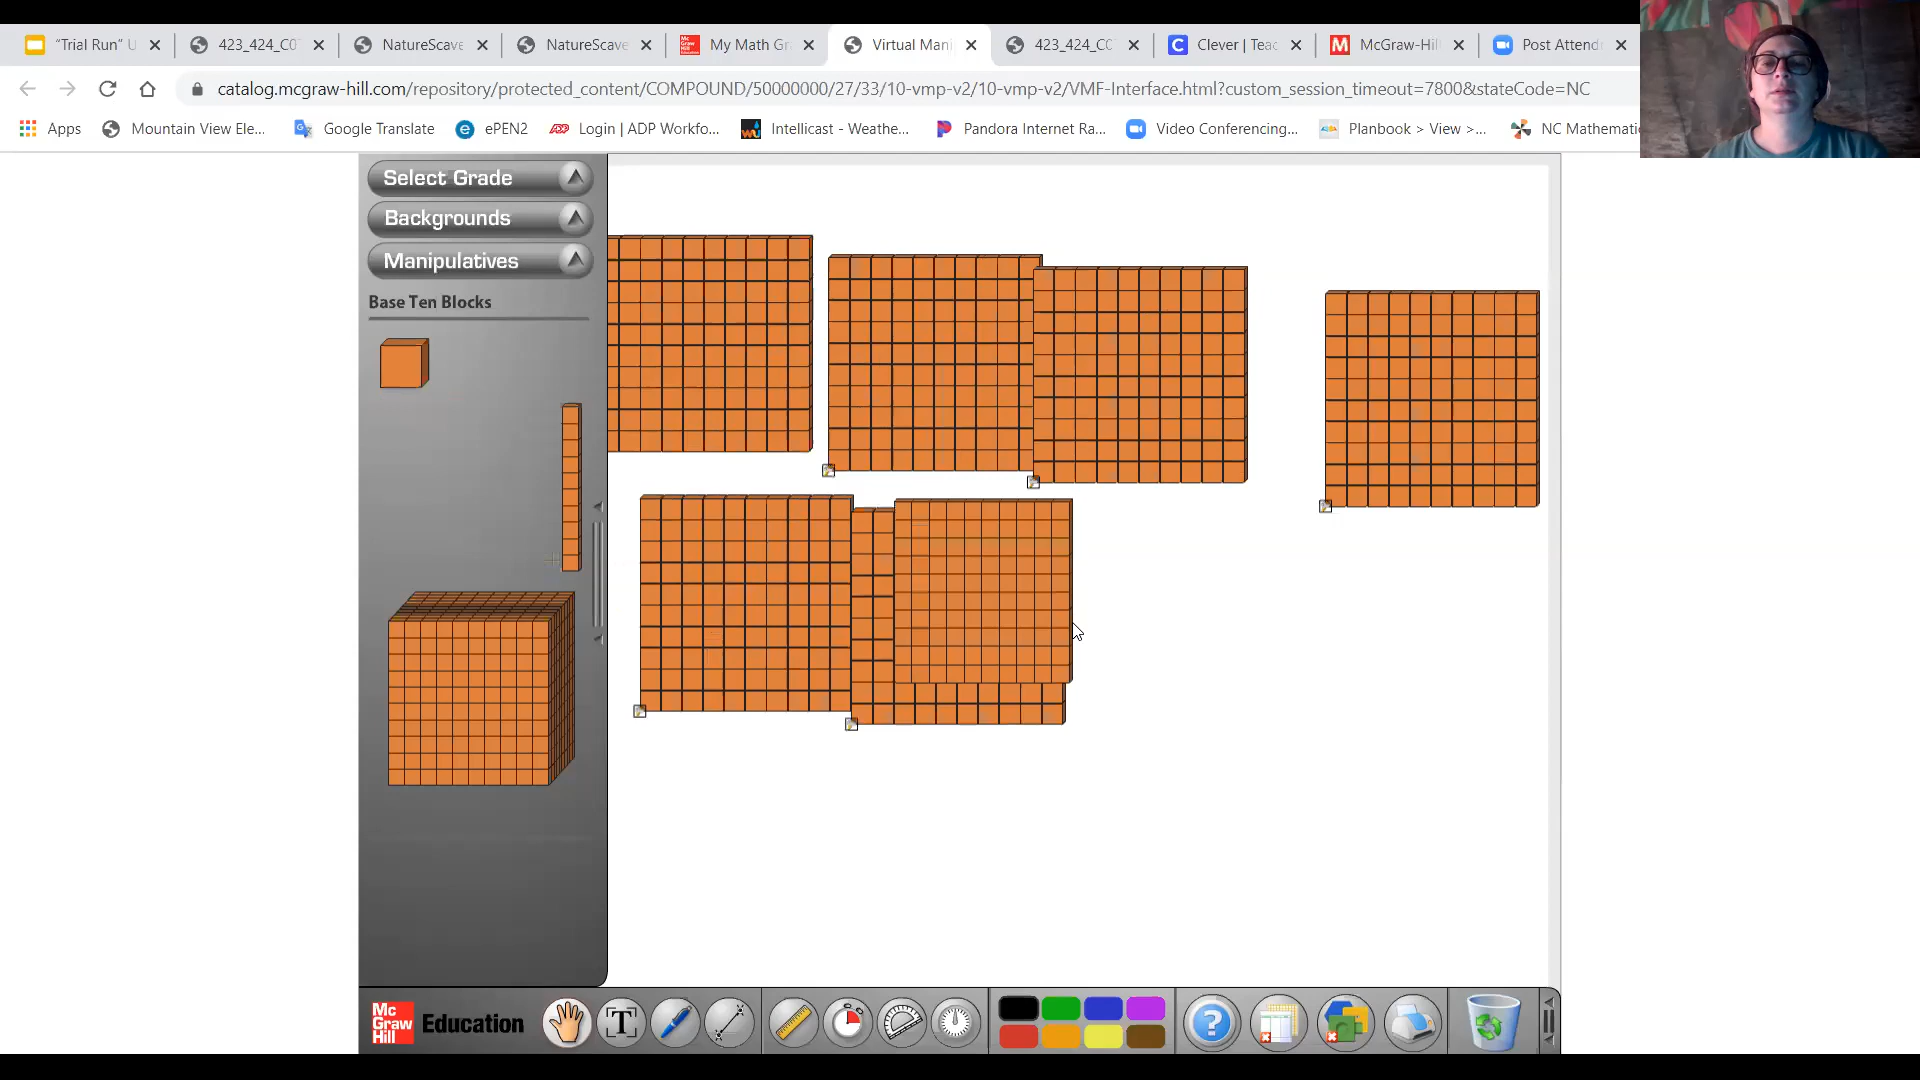 "Trial Run" U
423_424_C0
NatureScave
NatureScave
My Math Gr
Virtual Mani
423_424_C0
Clever | Teac
McGraw-Hill
Post Attend
catalog.mcgraw-hill.com/repository/protected_content/COMPOUND/50000000/27/33/10-vmp-v2/10-vmp-v2/VMF-Interface.html?custom_session_timeout=7800&stateCode=NC
Apps
Mountain View Ele...
Google Translate
ePEN2
Login | ADP Workfo...
Intellicast - Weathe...
Pandora Internet Ra...
Video Conferencing...
Planbook > View >...
NC Mathemati
Select Grade
Backgrounds
Manipulatives
Base Ten Blocks
Mc
Graw
Hill
Education